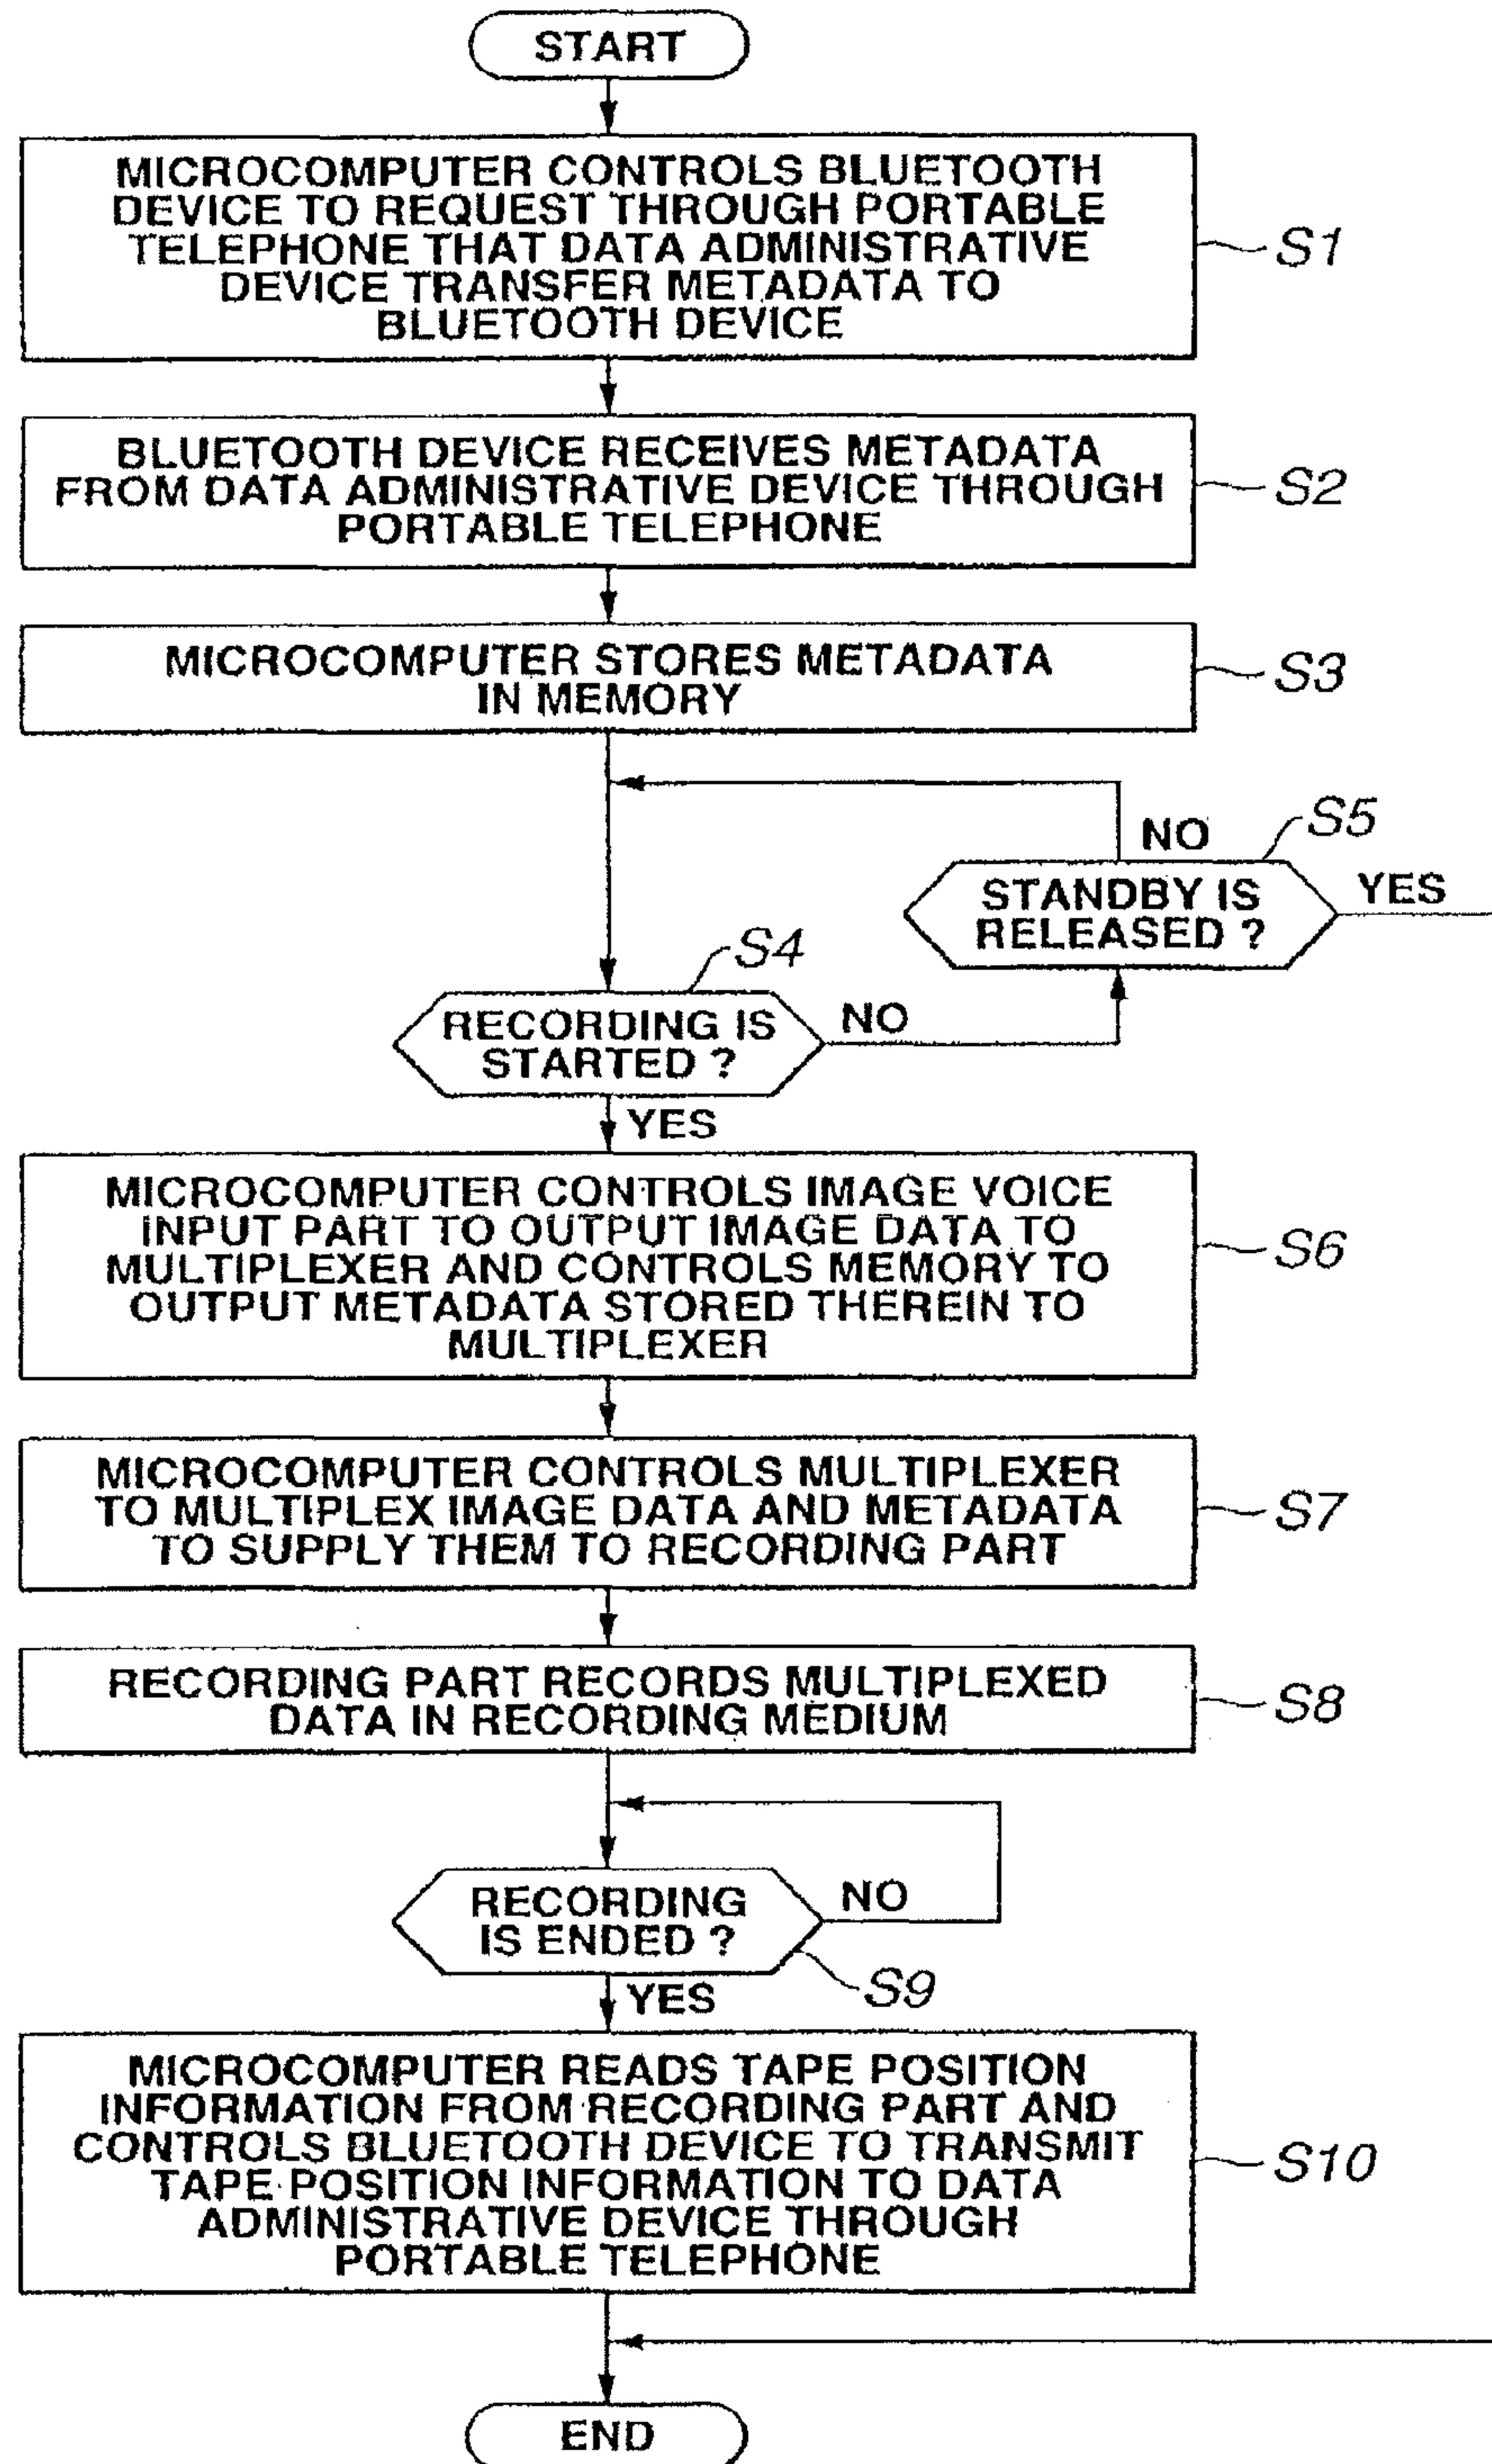 START
MICROCOMPUTER CONTROLS BLUETOOTH
DEVICE TO REQUEST THROUGH PORTABLE
TELEPHONE THAT DATA ADMINISTRATIVE
DEVICE TRANSFER METADATA TO
BLUETOOTH DEVICE
S1
BLUETOOTH DEVICE RECEIVES METADATA
FROM DATA ADMINISTRATIVE DEVICE THROUGH
PORTABLE TELEPHONE
S2
MICROCOMPUTER STORES METADATA
IN MEMORY
S3
S5
NO
STANDBY IS
RELEASED ?
YES
S4
RECORDING IS
STARTED ?
NO
YES
MICROCOMPUTER CONTROLS IMAGE VOICE
INPUT PART TO OUTPUT IMAGE DATA TO
MULTIPLEXER AND CONTROLS MEMORY TO
OUTPUT METADATA STORED THEREIN TO
MULTIPLEXER
S6
MICROCOMPUTER CONTROLS MULTIPLEXER
TO MULTIPLEX IMAGE DATA AND METADATA
TO SUPPLY THEM TO RECORDING PART
S7
RECORDING PART RECORDS MULTIPLEXED
DATA IN RECORDING MEDIUM
S8
RECORDING
IS ENDED ?
NO
S9
YES
MICROCOMPUTER READS TAPE POSITION
INFORMATION FROM RECORDING PART AND
CONTROLS BLUETOOTH DEVICE TO TRANSMIT
TAPE POSITION INFORMATION TO DATA
ADMINISTRATIVE DEVICE THROUGH
PORTABLE TELEPHONE
S10
END